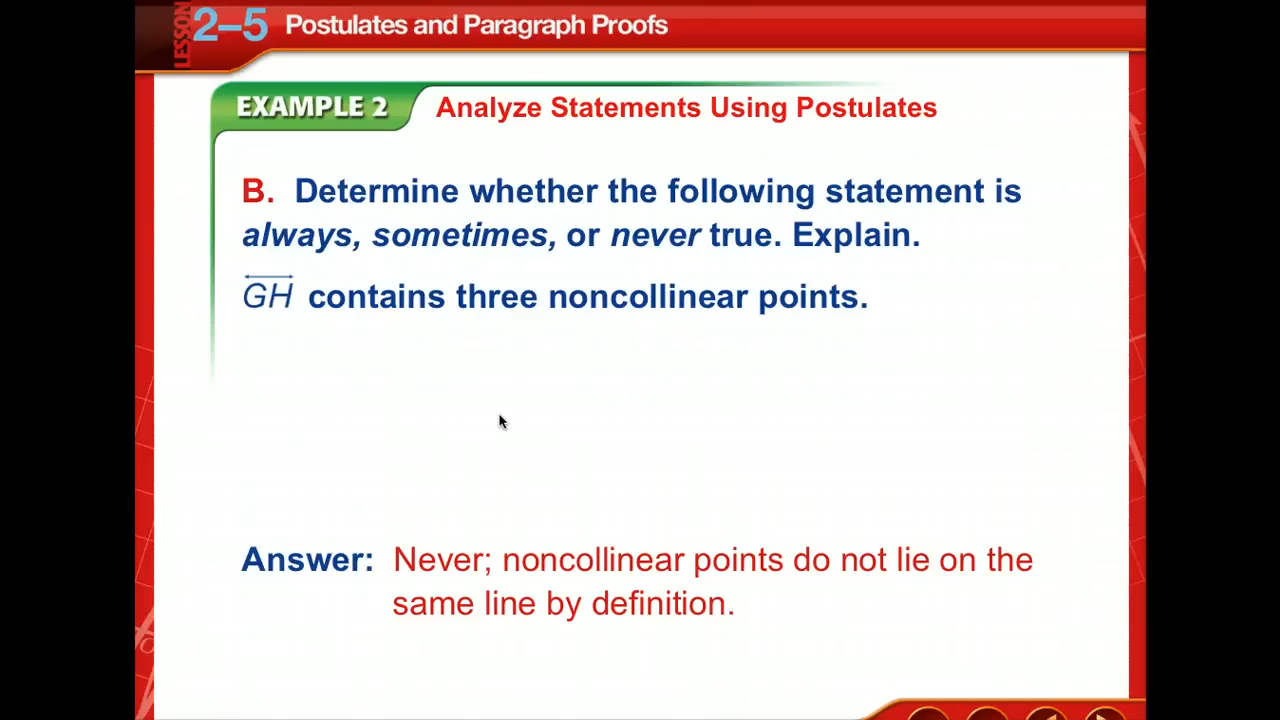 LESSON 2–5 Postulates and Paragraph Proofs
EXAMPLE 2 Analyze Statements Using Postulates
B. Determine whether the following statement is
always, sometimes, or never true. Explain.
GH contains three noncollinear points.
Answer: Never; noncollinear points do not lie on the
same line by definition.